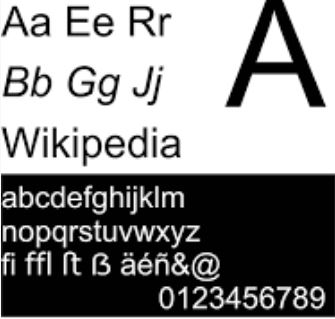 Aa Ee Rr
A
Bb Gg Jj
Wikipedia
abcdefghijklm
nopqrstuvwxyz
fi ffl ſt ß äéñ&@
0123456789